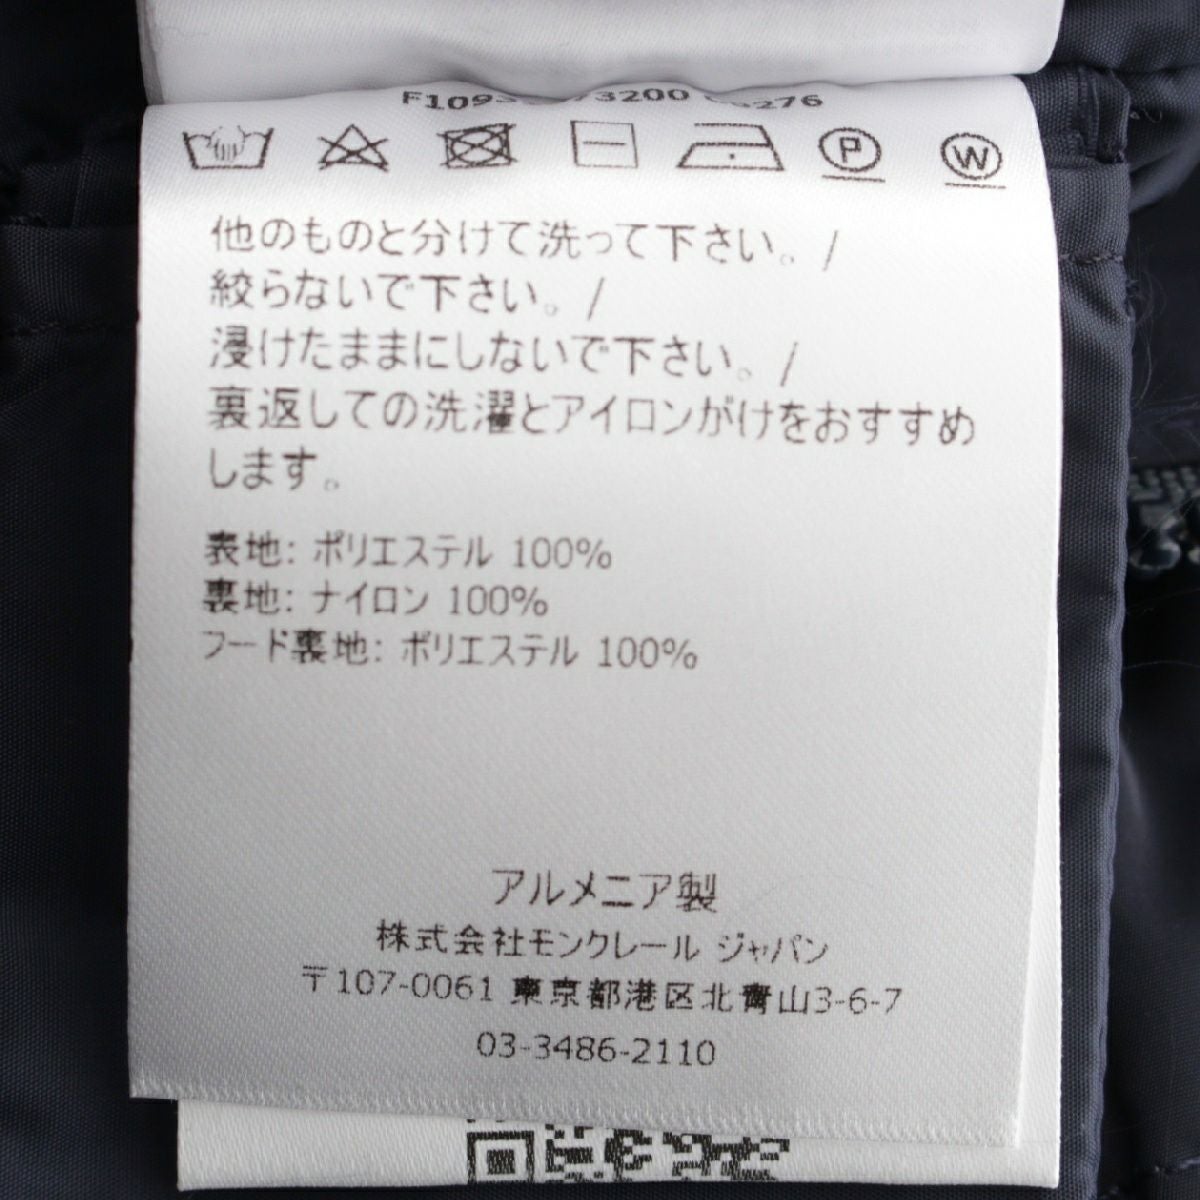 73200
P W
他のものと分けて洗って下さい。/
絞らないで下さい。/
浸けたままにしないで下さい。/
裏返しての洗濯とアイロンがけをおすすめ
します。
表地: ポリエステル 100%
裏地: ナイロン 100%
フード裏地: ポリエステル 100%
アルメニア製
株式会社モンクレール ジャパン
〒107-0061 東京都港区北青山3-6-7
03-3486-2110